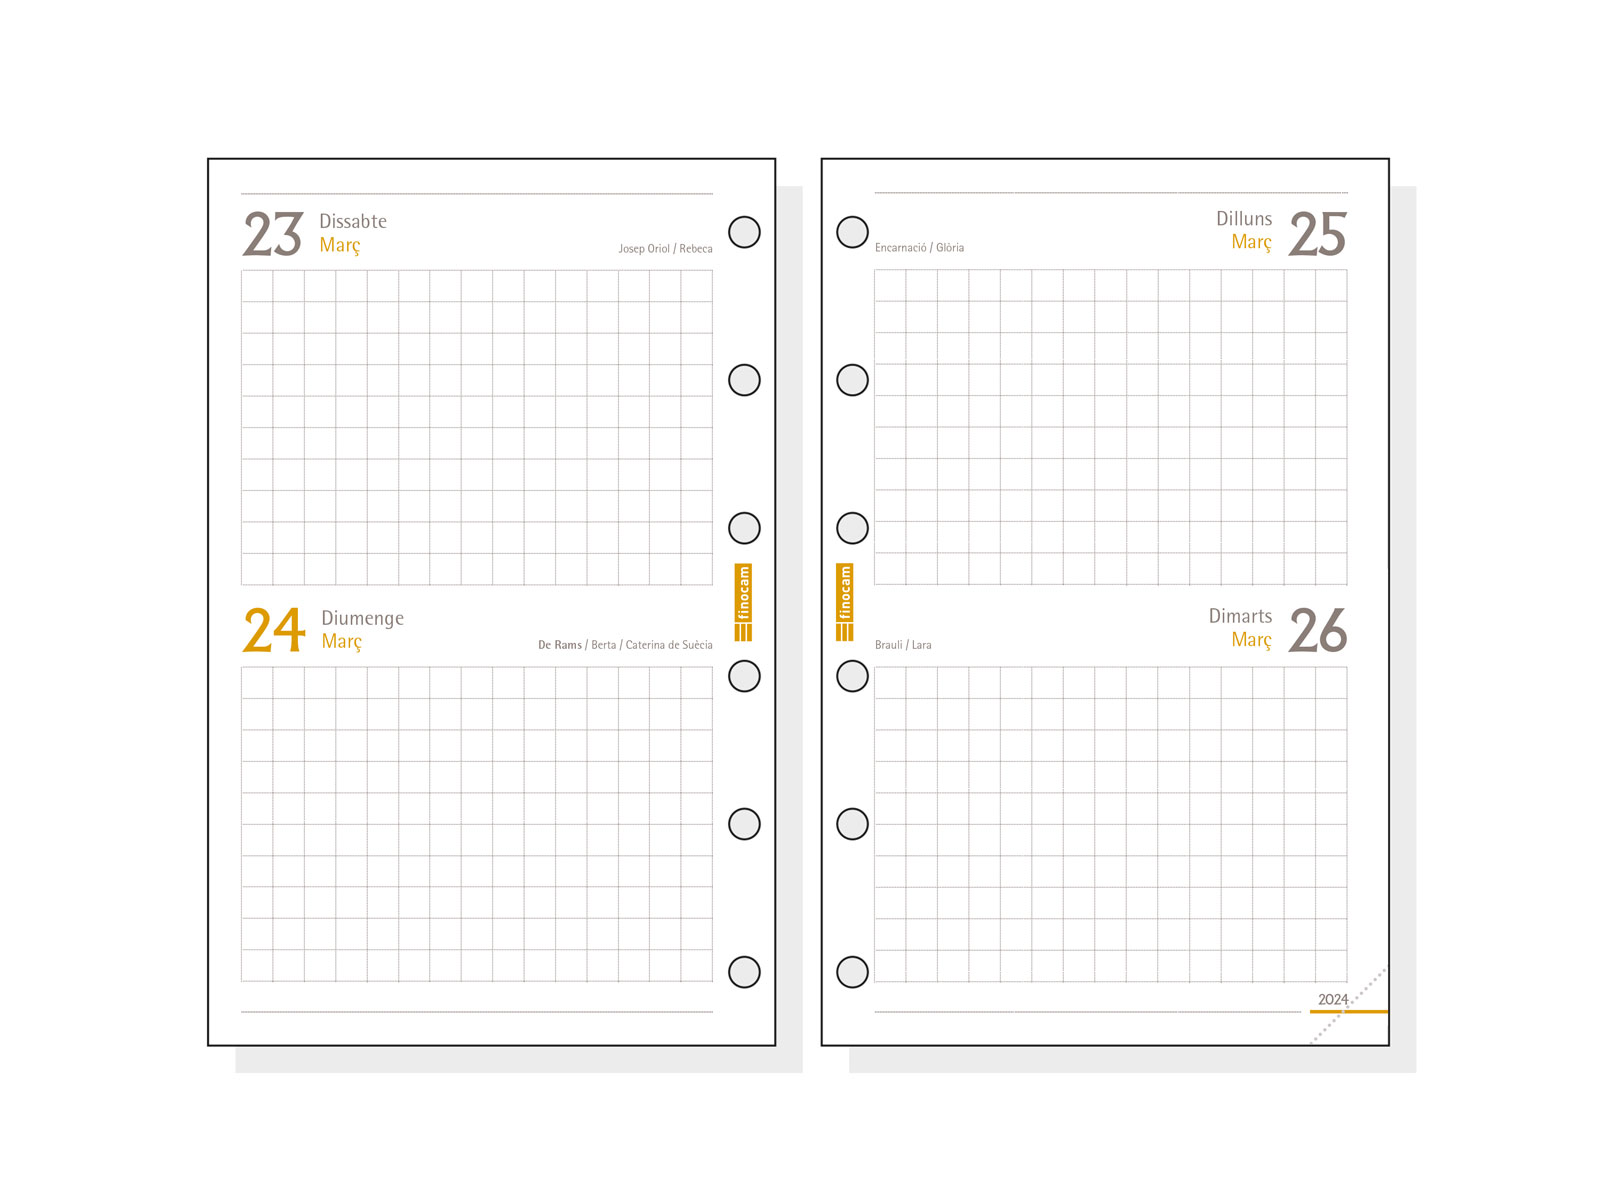 23
Dissabte
Març
Josep Oriol / Rebeca
24
Diumenge
Març
De Rams / Berta / Caterina de Suècia
finocam
Encarnació / Glòria
Dilluns
Març
25
finocam
Brauli / Lara
Dimarts
Març
26
2024